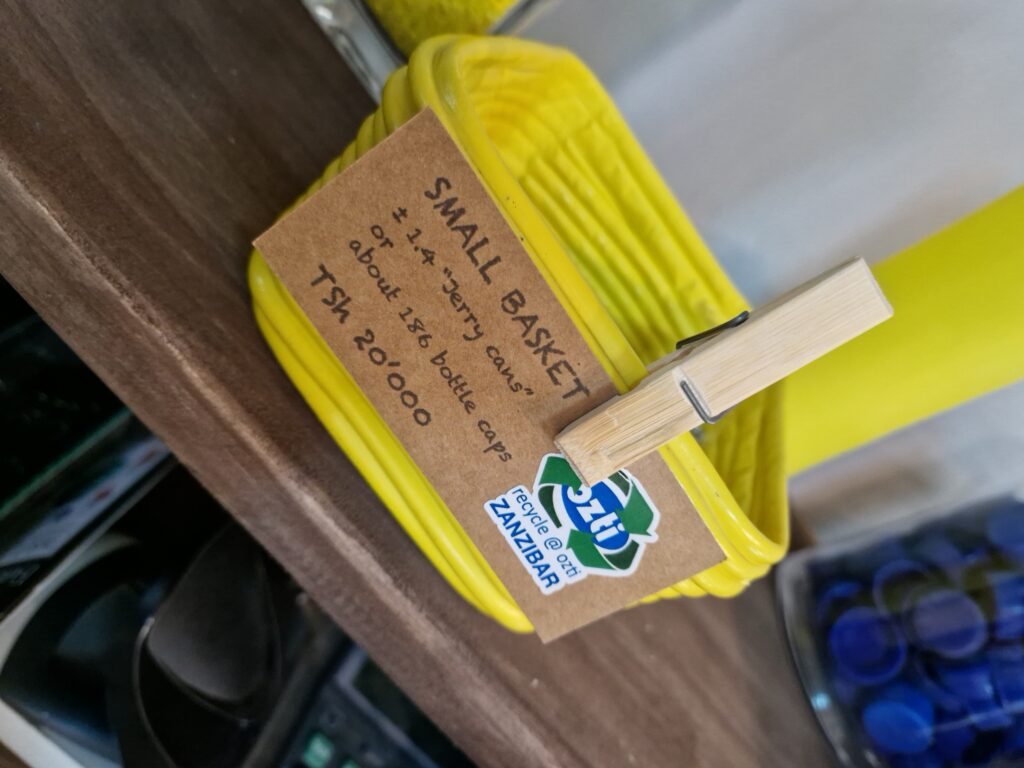 SMALL BASKET
± 1.4 "Jerry cans"
or
about 186 bottle caps
TSh 20'000
ozti
recycle @ ozti
ZANZIBAR